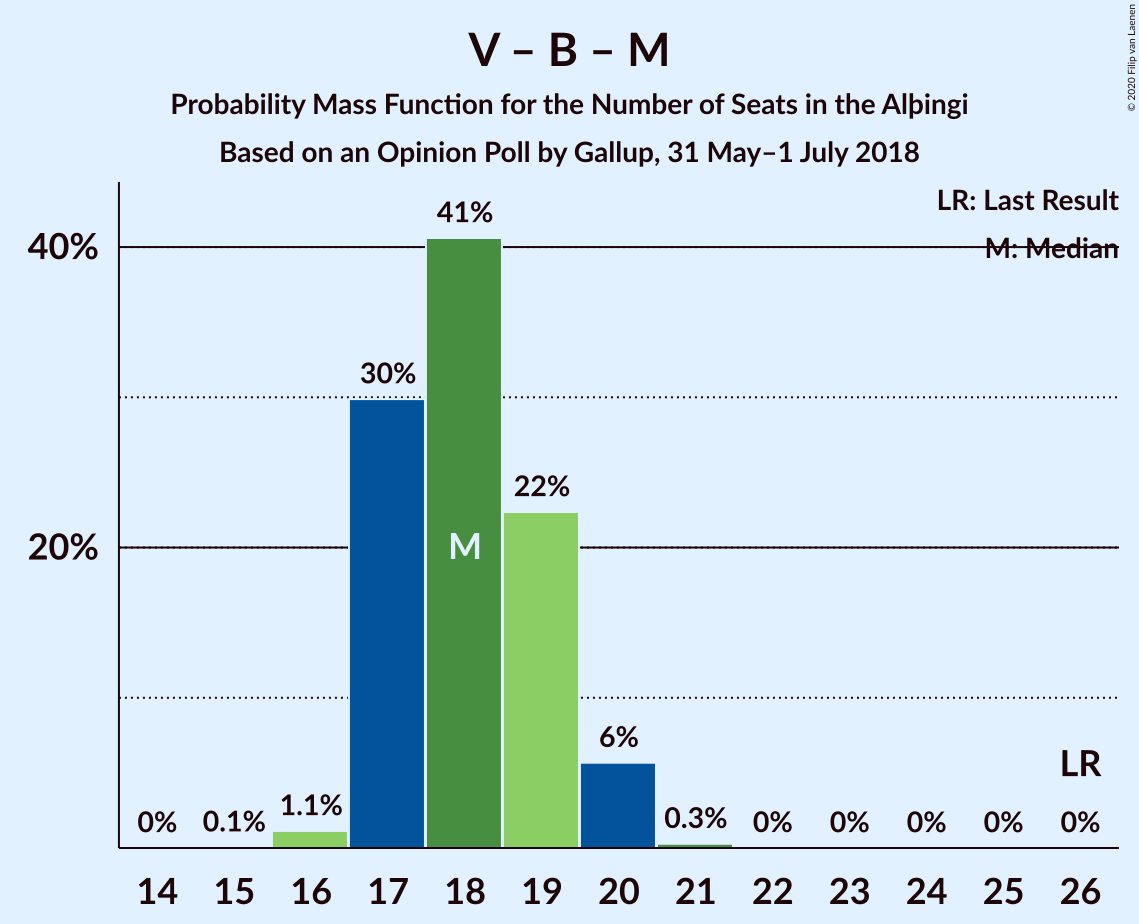 V – B – M
Probability Mass Function for the Number of Seats in the Alþingi
Based on an Opinion Poll by Gallup, 31 May–1 July 2018
© 2020 Filip van Laenen
LR: Last Result
M: Median
40%
20%
41%
30%
22%
M
6%
LR
0%
0.1%
1.1%
0.3%
0%
0%
0%
0%
0%
14 15 16 17 18 19 20 21 22 23 24 25 26